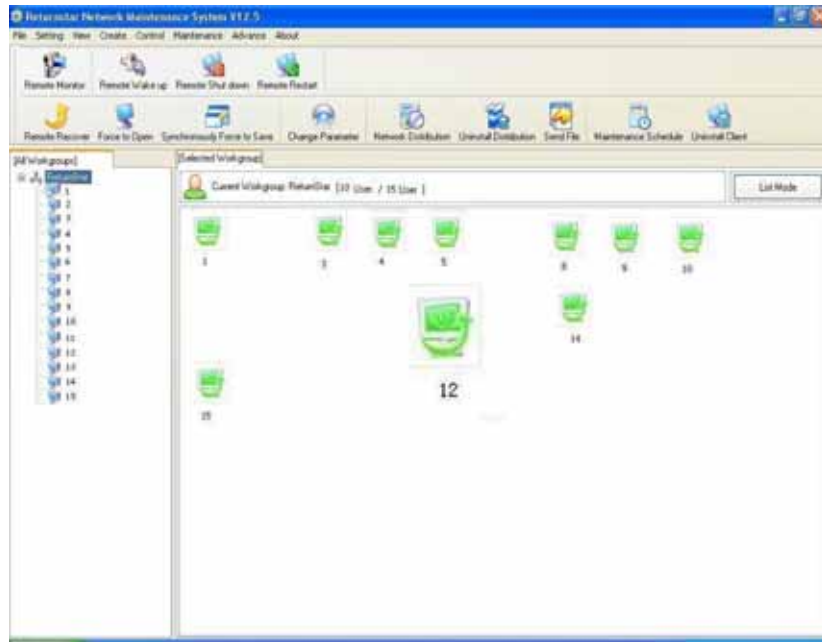 Returnstar Network Maintenance System V12.5
File Setting View Create Control Maintenance Advance About
Remote Monitor Remote Wake up Remote Shut down Remote Restart
Remote Recover Force to Open Synchronously Force to Save Change Parameter Network Distribution Uninstall Distribution Send File Maintenance Schedule Uninstall Client
[All Workgroups]
[Selected Workgroup]
ReturnStar
1
2
3
4
5
6
7
8
9
10
11
12
13
14
15
Current Workgroup ReturnStar [10 User / 15 User ]
List Mode
1 3 4 5 8 9 10
12
14
15